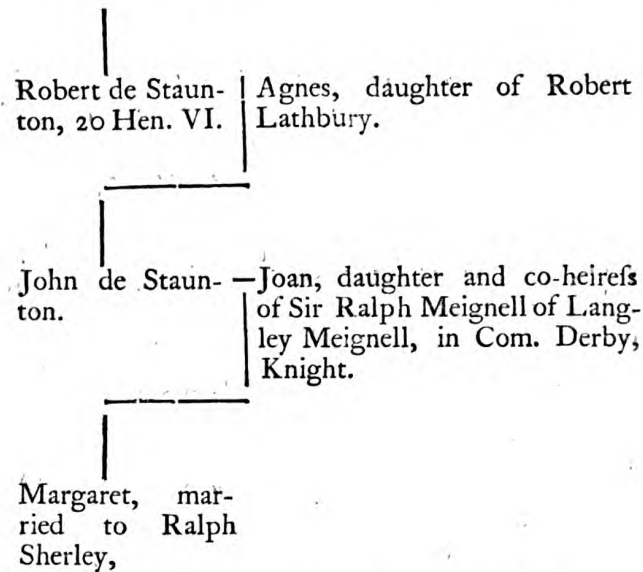 Robert de Staun-
ton, 20 Hen. VI.
Agnes, daughter of Robert
Lathbury.
John de Staun-
ton.
Joan, daughter and co-heireſs
of Sir Ralph Meignell of Lang-
ley Meignell, in Com. Derby,
Knight.
Margaret, mar-
ried to Ralph
Sherley,